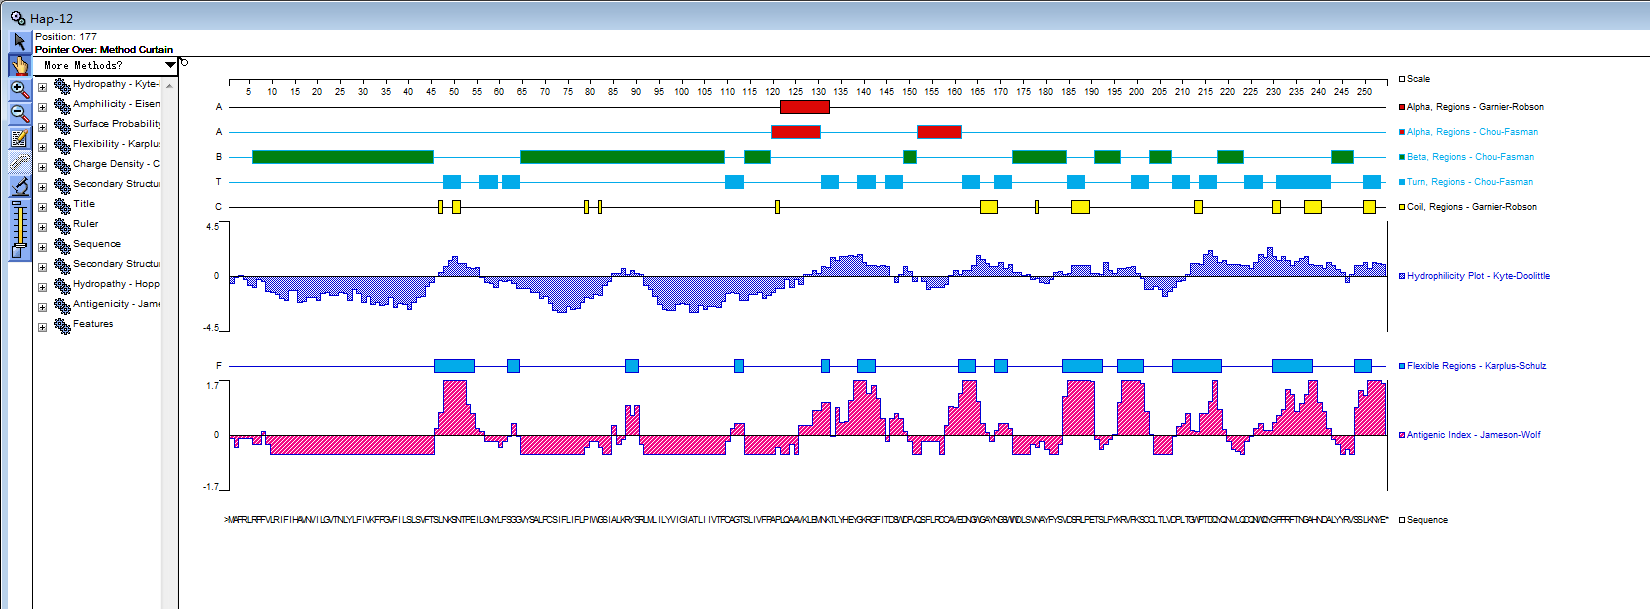 Hap-12
Position: 177
Pointer Over: Method Curtain
More Methods?
Hydropathy - Kyte-
Amphilicity - Eisen
Surface Probability
Flexibility - Karplu
Charge Density - C
Secondary Structu
Title
Ruler
Sequence
Secondary Structu
Hydropathy - Hopp
Antigenicity - Jame
Features
Scale
5 10 15 20 25 30 35 40 45 50 55 60 65 70 75 80 85 90 95 100 105 110 115 120 125 130 135 140 145 150 155 160 165 170 175 180 185 190 195 200 205 210 215 220 225 230 235 240 245 250
A Alpha, Regions - Garnier-Robson
A Alpha, Regions - Chou-Fasman
B Beta, Regions - Chou-Fasman
T Turn, Regions - Chou-Fasman
C Coil, Regions - Garnier-Robson
4.5
0 Hydrophilicity Plot - Kyte-Doolittle
-4.5
F Flexible Regions - Karplus-Schulz
1.7
0 Antigenic Index - Jameson-Wolf
-1.7
Sequence